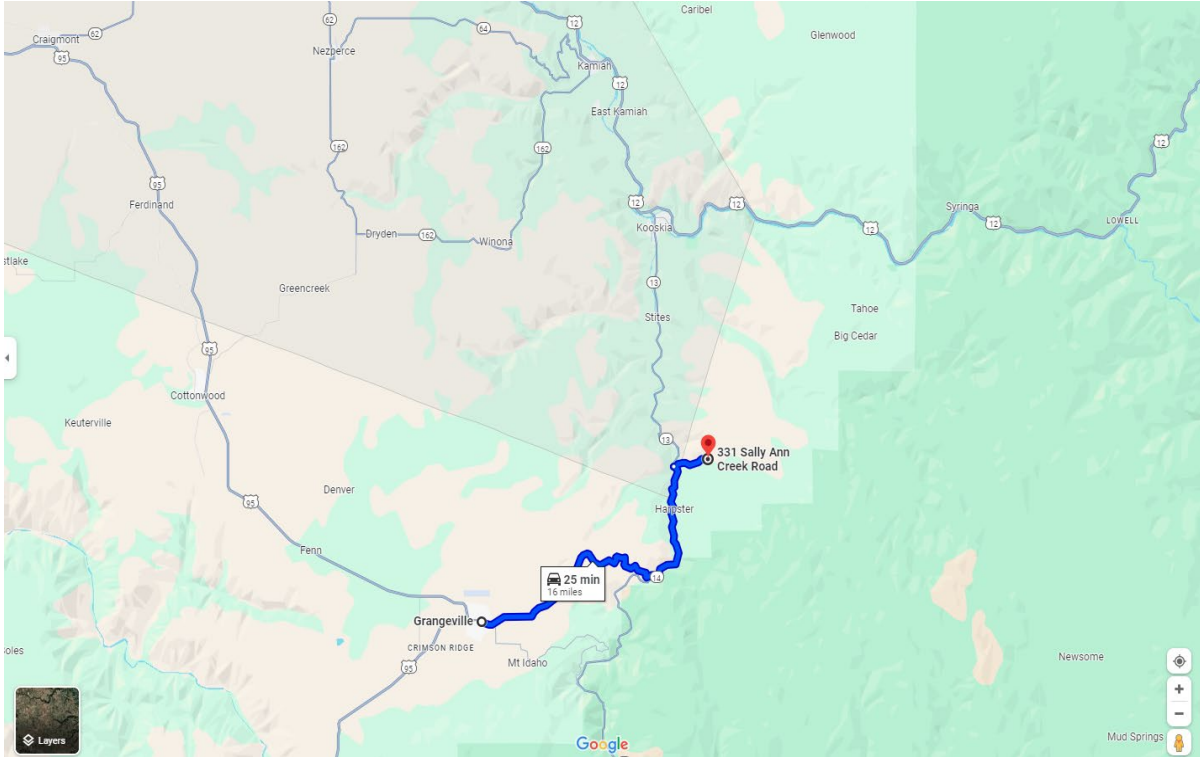 Caribel
Glenwood
12
62
62
64
Craigmont
95
Nezperce
Kamiah
12
East Kamiah
162
162
12
95
Ferdinand
12
12
Syringa
12
LOWELL
Kooskia
12
Dryden
162
Winona
stlake
Greencreek
13
Stites
Tahoe
Big Cedar
95
Cottonwood
Keuterville
13
331 Sally Ann
Creek Road
Denver
95
Harpster
Fenn
14
25 min
16 miles
Grangeville
CRIMSON RIDGE
95
Mt Idaho
oles
Newsome
Layers
Google
Mud Springs